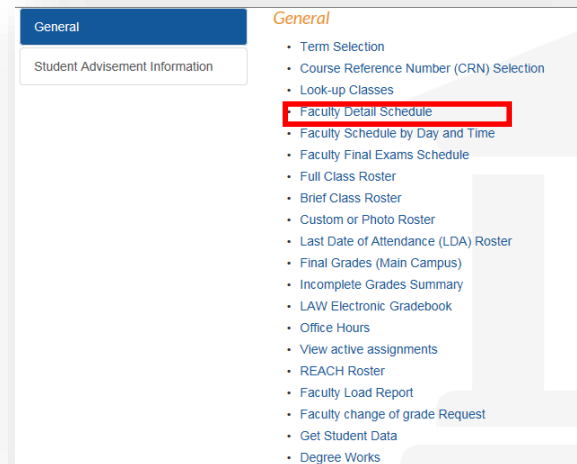 General
Student Advisement Information
General
Term Selection
Course Reference Number (CRN) Selection
Look-up Classes
Faculty Detail Schedule
Faculty Schedule by Day and Time
Faculty Final Exams Schedule
Full Class Roster
Brief Class Roster
Custom or Photo Roster
Last Date of Attendance (LDA) Roster
Final Grades (Main Campus)
Incomplete Grades Summary
LAW Electronic Gradebook
Office Hours
View active assignments
REACH Roster
Faculty Load Report
Faculty change of grade Request
Get Student Data
Degree Works